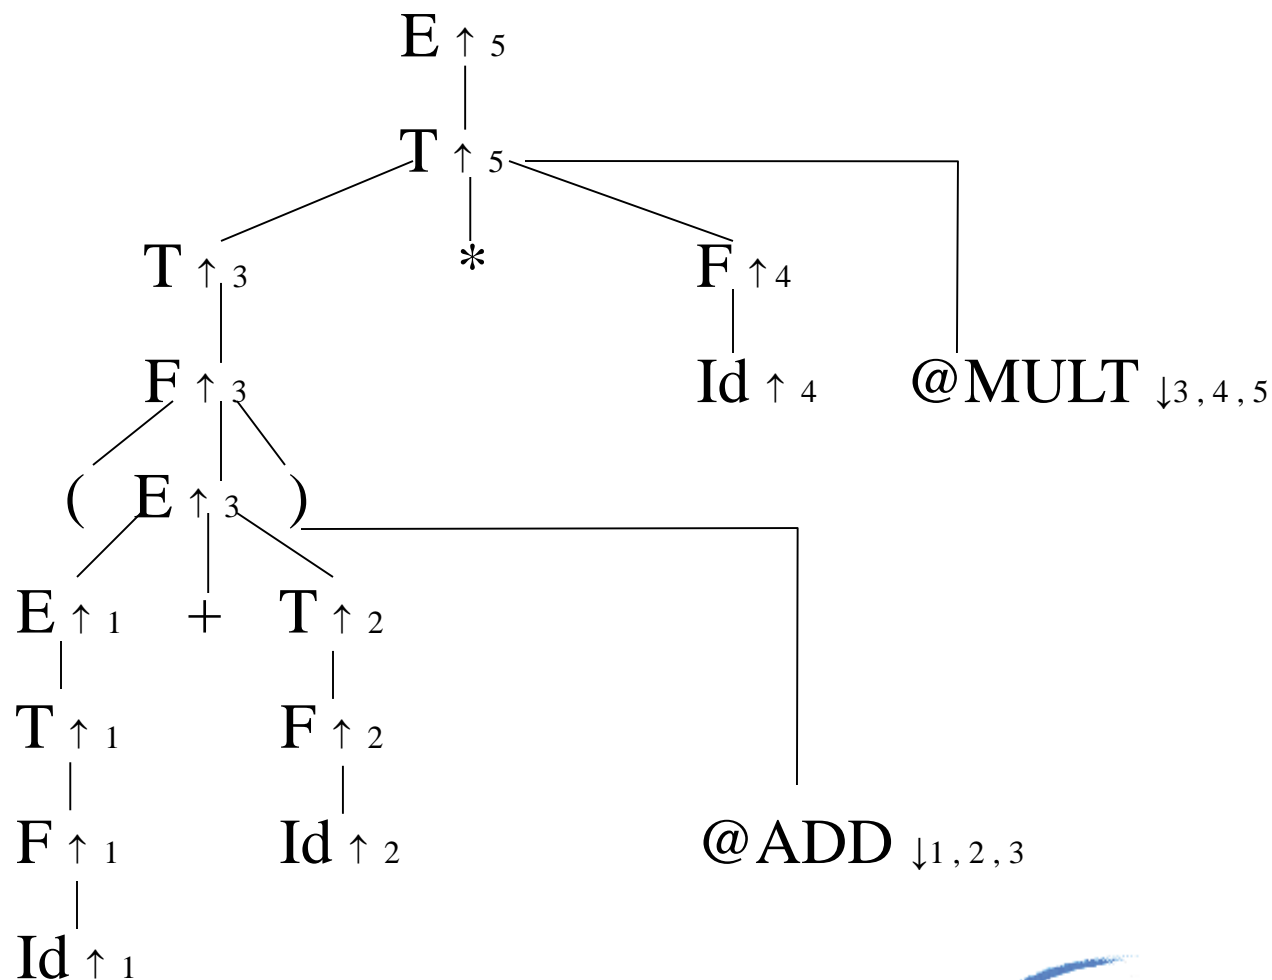 E ↑ 5
T ↑ 5
T ↑ 3 * F ↑ 4
F ↑ 3 Id ↑ 4 @MULT ↓3 , 4 , 5
( E ↑ 3 )
E ↑ 1 + T ↑ 2
T ↑ 1 F ↑ 2
F ↑ 1 Id ↑ 2 @ADD ↓1 , 2 , 3
Id ↑ 1